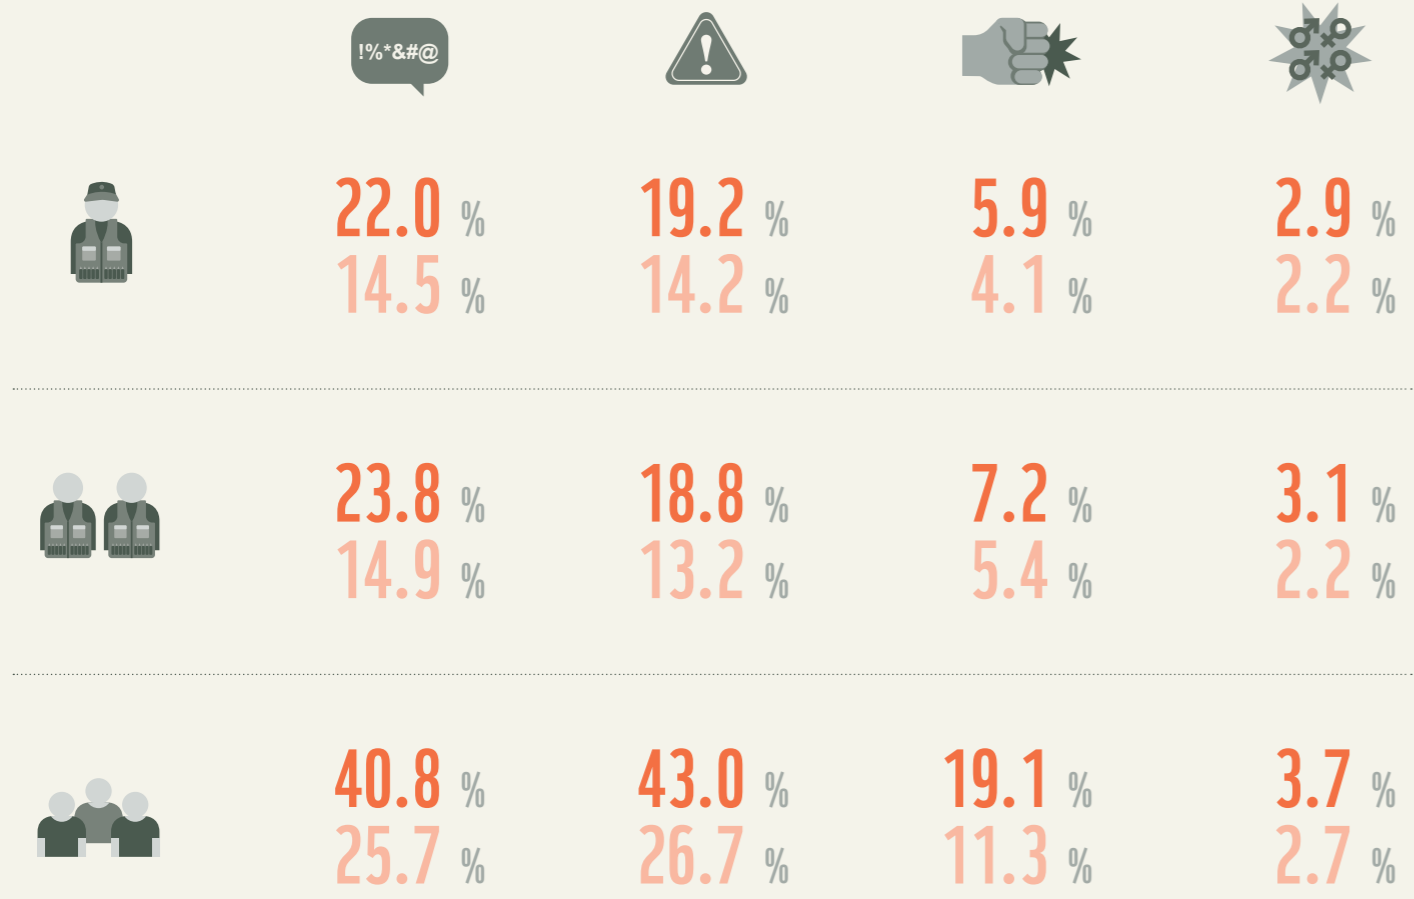 !%*&#@
!
22.0 % 19.2 % 5.9 % 2.9 %
14.5 % 14.2 % 4.1 % 2.2 %
23.8 % 18.8 % 7.2 % 3.1 %
14.9 % 13.2 % 5.4 % 2.2 %
40.8 % 43.0 % 19.1 % 3.7 %
25.7 % 26.7 % 11.3 % 2.7 %